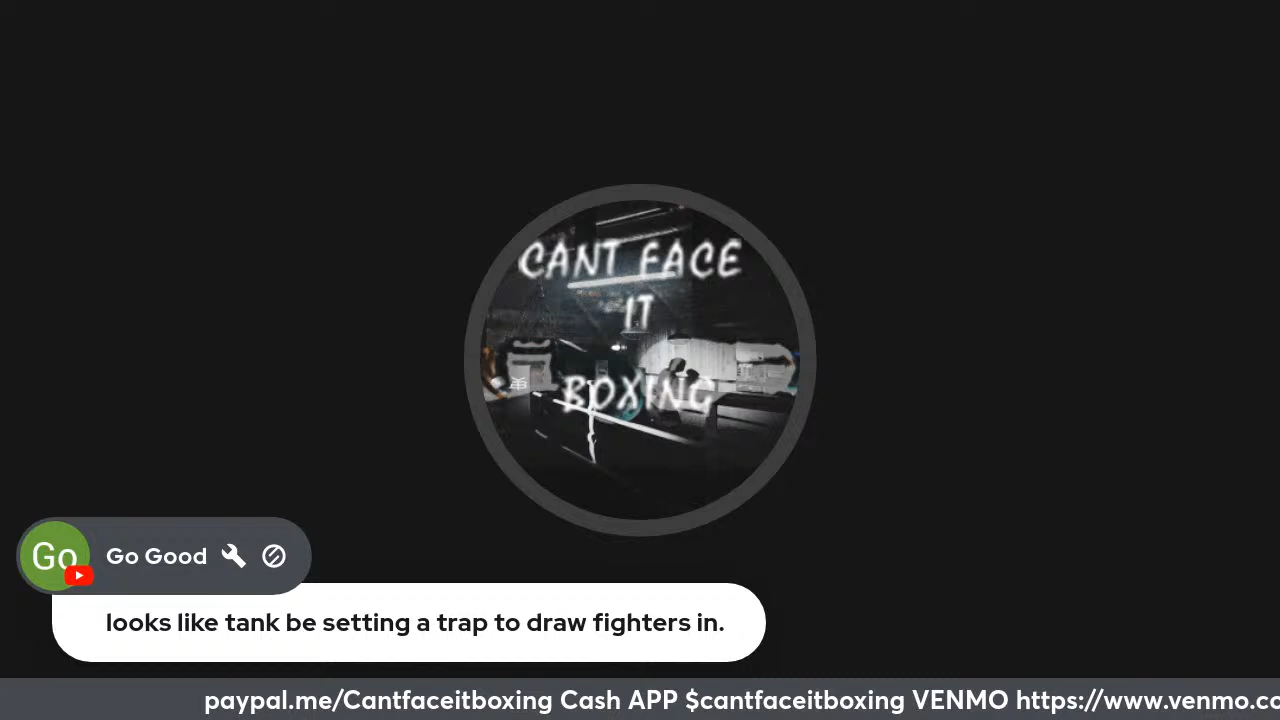 CANT FACE
IT
BOXING
Go
Go Good
looks like tank be setting a trap to draw fighters in.
paypal.me/Cantfaceitboxing Cash APP $cantfaceitboxing VENMO https://www.venmo.co